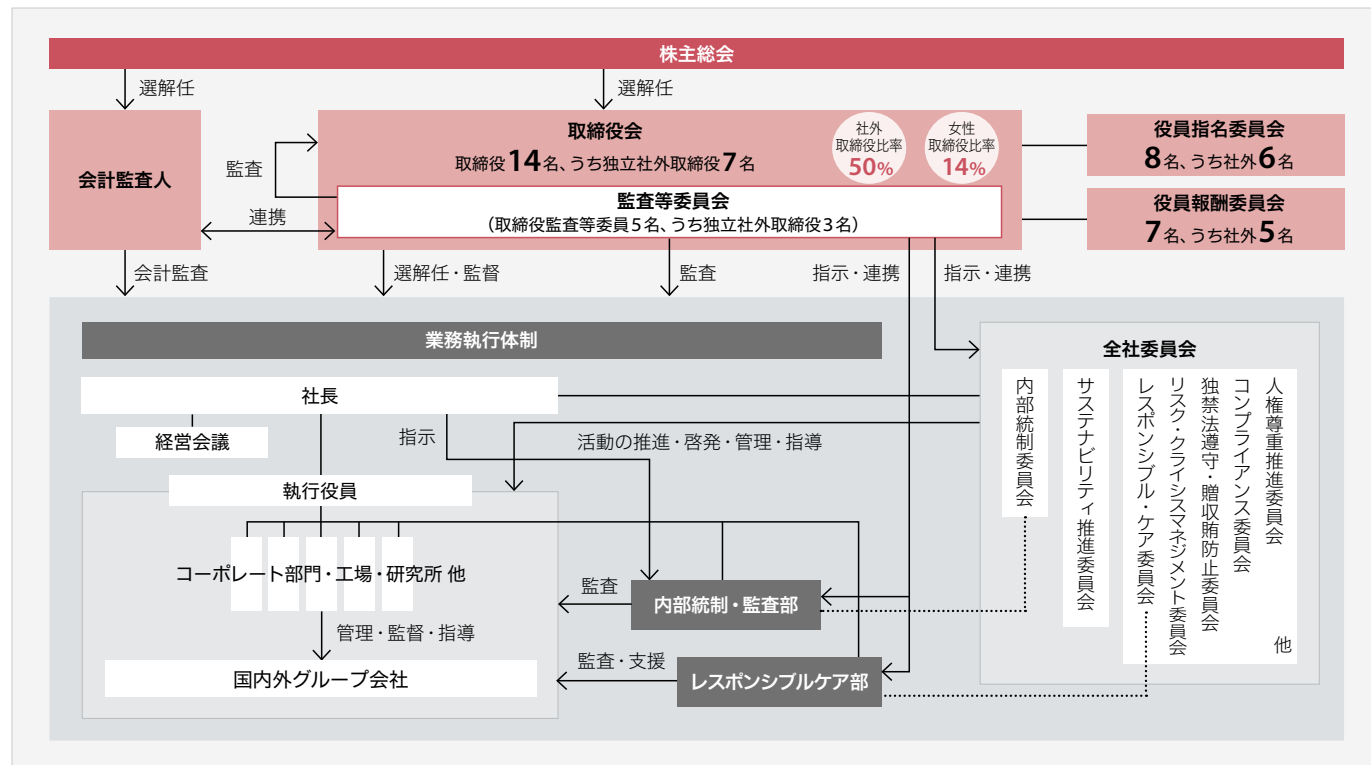 株主総会
選解任
選解任
会計監査人
監査
連携
取締役会
取締役14名、うち独立社外取締役7名
社外
取締役比率
50%
女性
取締役比率
14%
監査等委員会
（取締役監査等委員5名、うち独立社外取締役3名）
役員指名委員会
8名、うち社外6名
役員報酬委員会
7名、うち社外5名
会計監査
選解任・監督
監査
指示・連携
指示・連携
業務執行体制
社長
経営会議
指示
活動の推進・啓発・管理・指導
執行役員
コーポレート部門・工場・研究所 他
管理・監督・指導
国内外グループ会社
監査
内部統制・監査部
監査・支援
レスポンシブルケア部
全社委員会
人権尊重推進委員会
コンプライアンス委員会
独禁法遵守・贈収賄防止委員会
リスク・クライシスマネジメント委員会
レスポンシブル・ケア委員会
他
サステナビリティ推進委員会
内部統制委員会